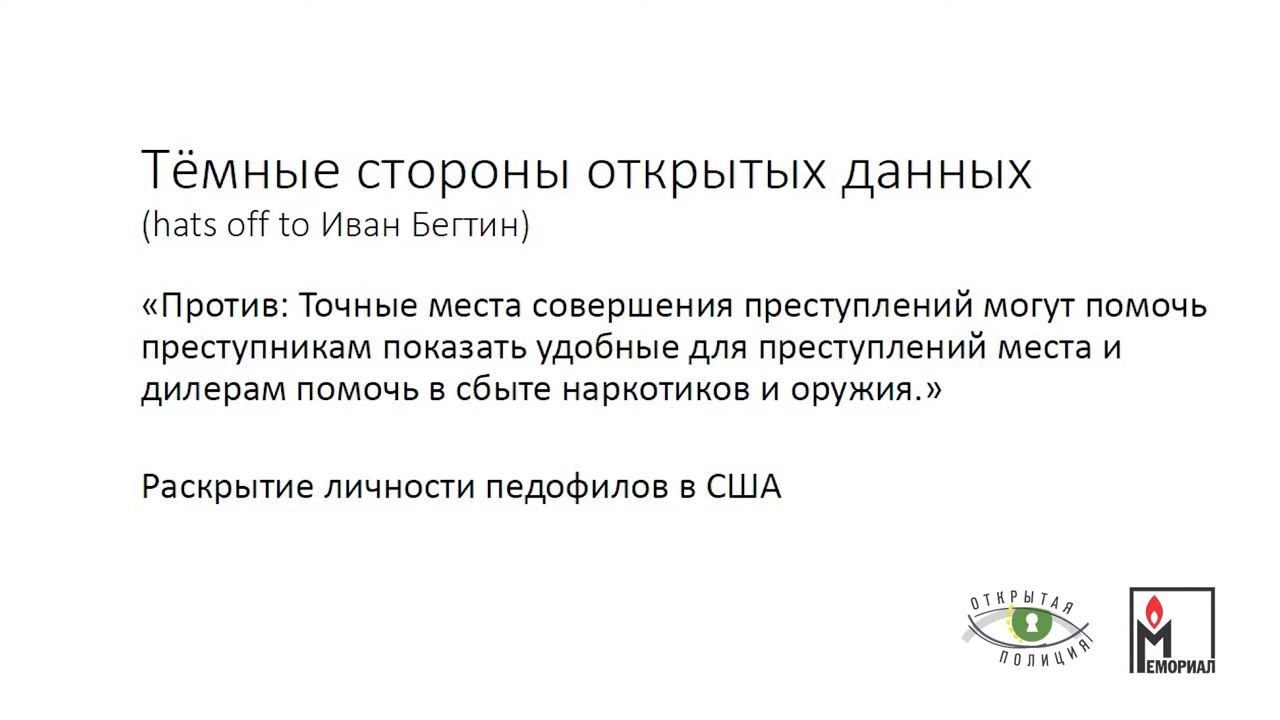 Тёмные стороны открытых данных
(hats off to Иван Бегтин)
«Против: Точные места совершения преступлений могут помочь
преступникам показать удобные для преступлений места и
дилерам помочь в сбыте наркотиков и оружия.»
Раскрытие личности педофилов в США
ОТКРЫТАЯ
ПОЛИЦИЯ
МЕМОРИАЛ